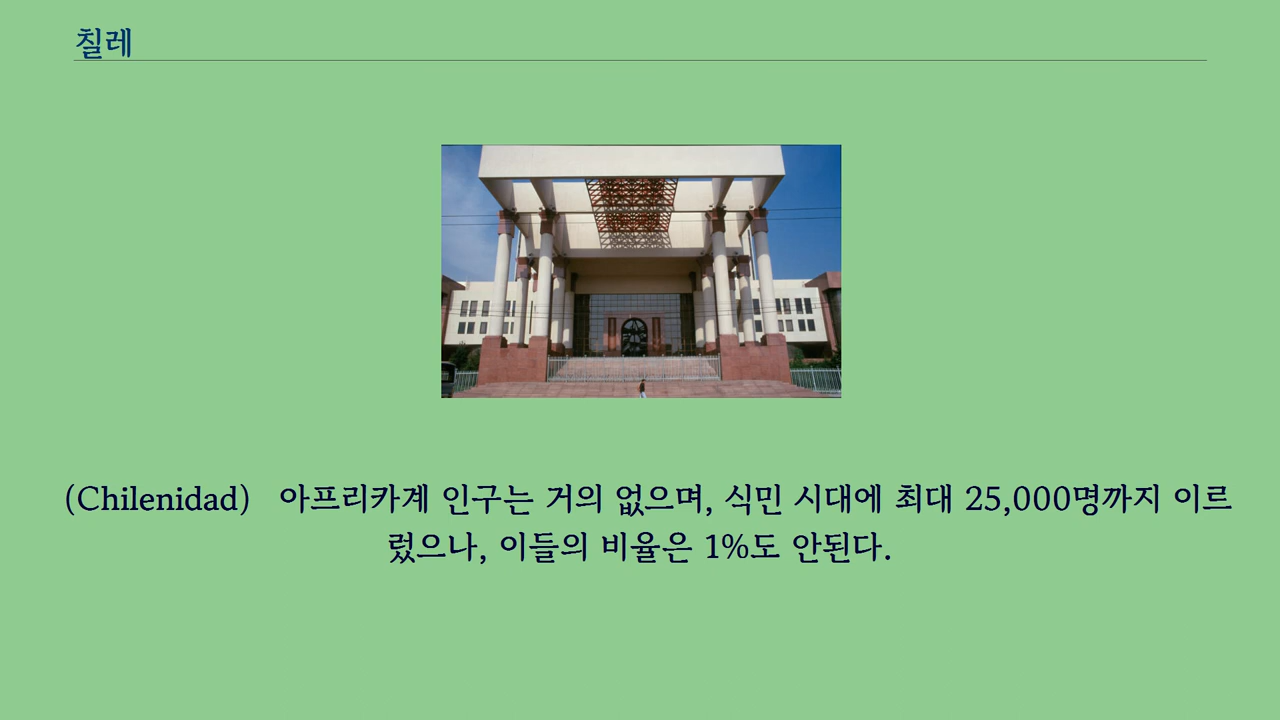 칠레
(Chilenidad) 아프리카계 인구는 거의 없으며, 식민 시대에 최대 25,000명까지 이르
렀으나, 이들의 비율은 1%도 안된다.